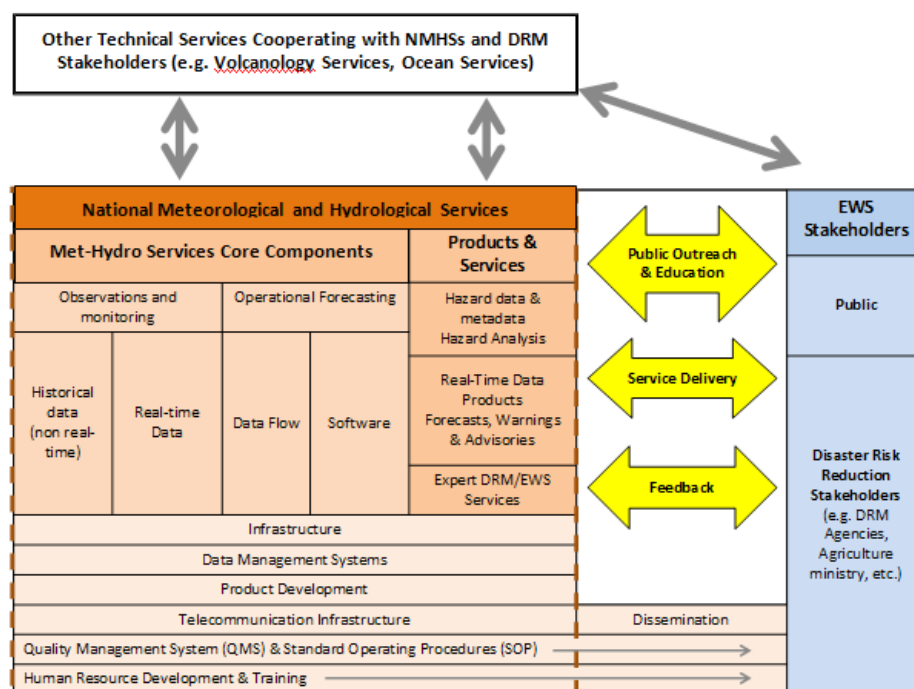 Other Technical Services Cooperating with NMHSs and DRM
Stakeholders (e.g. Volcanology Services, Ocean Services)
National Meteorological and Hydrological Services
Met-Hydro Services Core Components
Products &
Services
Observations and
monitoring
Operational Forecasting
Historical
data
(non real-
time)
Real-time
Data
Data Flow
Software
Hazard data &
metadata
Hazard Analysis
Real-Time Data
Products
Forecasts, Warnings
& Advisories
Expert DRM/EWS
Services
Infrastructure
Data Management Systems
Product Development
Telecommunication Infrastructure
Dissemination
Quality Management System (QMS) & Standard Operating Procedures (SOP)
Human Resource Development & Training
Public Outreach
& Education
Service Delivery
Feedback
EWS
Stakeholders
Public
Disaster Risk
Reduction
Stakeholders
(e.g. DRM
Agencies,
Agriculture
ministry, etc.)